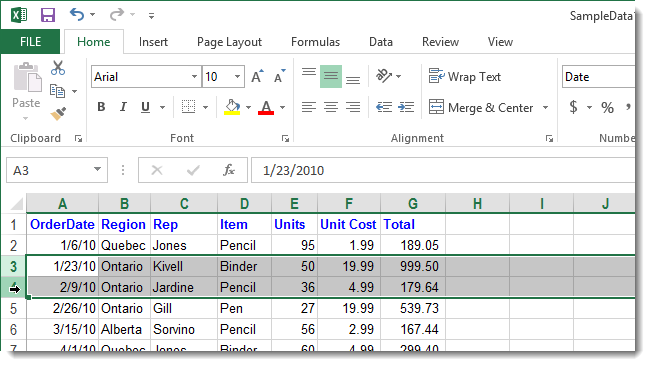 SampleData
FILE Home Insert Page Layout Formulas Data Review View
Paste
Arial 10 A A
B I U A
Wrap Text
Merge & Center
Date
$ % ,
Clipboard Font Alignment Numbe
A3 fx 1/23/2010
A B C D E F G H I J
1 OrderDate Region Rep Item Units Unit Cost Total
2 1/6/10 Quebec Jones Pencil 95 1.99 189.05
3 1/23/10 Ontario Kivell Binder 50 19.99 999.50
4 2/9/10 Ontario Jardine Pencil 36 4.99 179.64
5 2/26/10 Ontario Gill Pen 27 19.99 539.73
6 3/15/10 Alberta Sorvino Pencil 56 2.99 167.44
7 4/1/10 Quebec Jones Binder 60 4.99 299.40